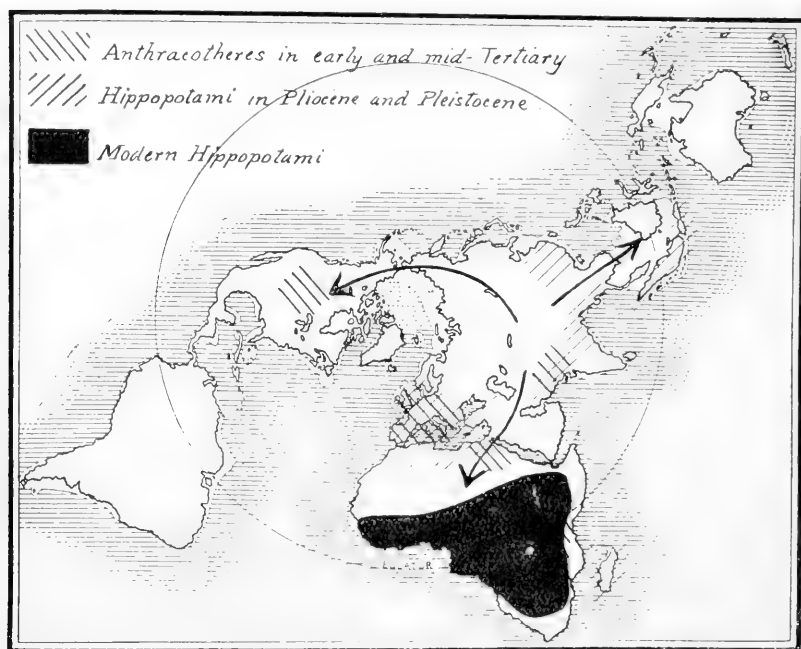 Anthracotheres in early and mid-Tertiary
Hippopotami in Pliocene and Pleistocene
Modern Hippopotami